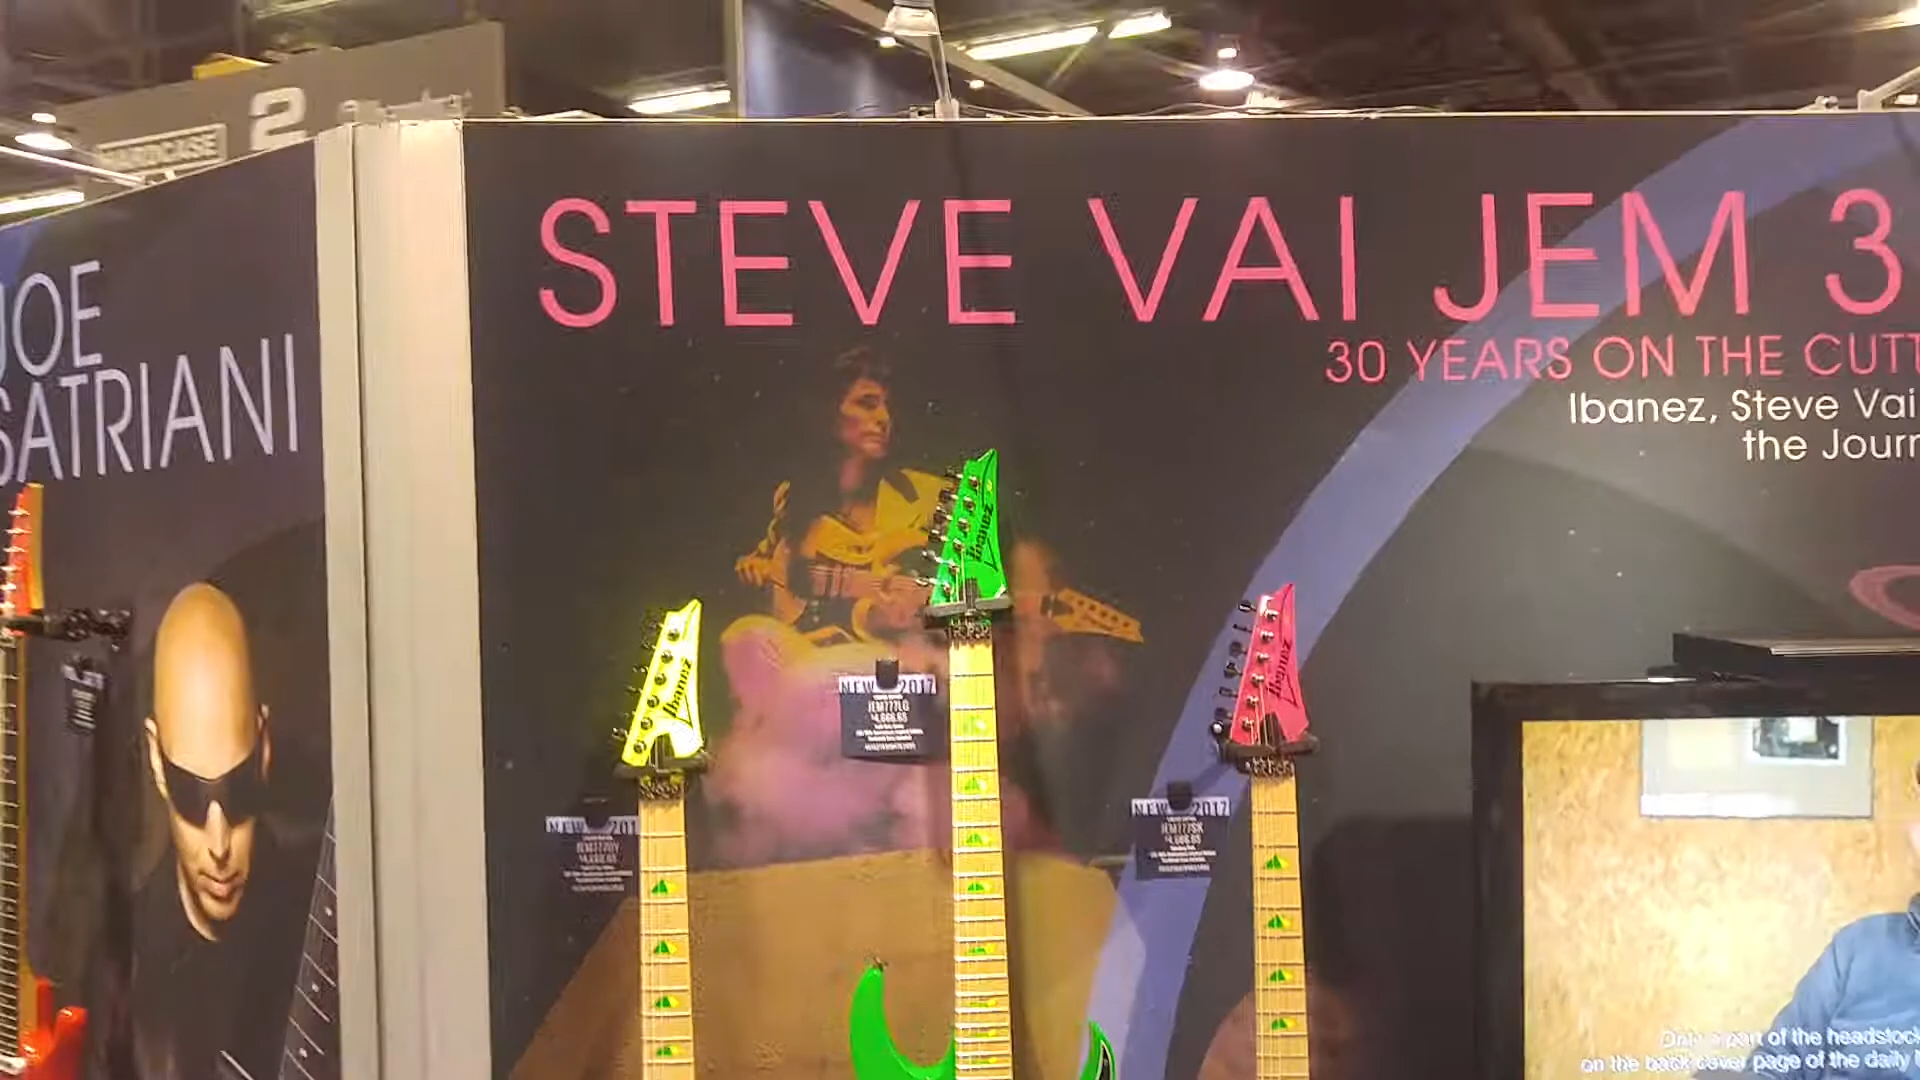 2
HARDCASE
JOE
SATRIANI
STEVE VAI JEM 3
30 YEARS ON THE CUTT
Ibanez, Steve Vai
the Journ
Ibanez
Ibanez
Ibanez
NEW 2017
JEM777LG
NEW 201
NEW 2017
JEM777SK
Only a part of the headstock
on the back cover page of the daily